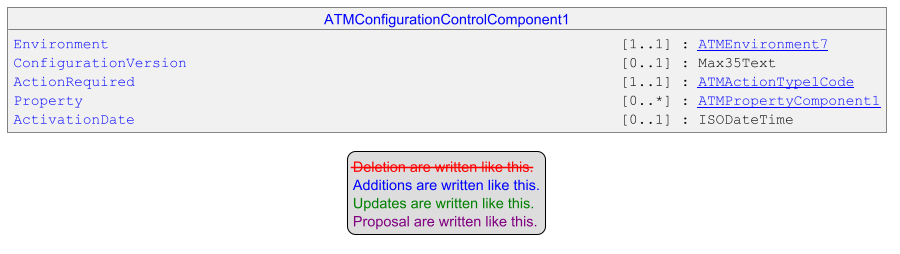 ATMConfigurationControlComponent1
Environment [1..1] : ATMEnvironment7
ConfigurationVersion [0..1] : Max35Text
ActionRequired [1..1] : ATMActionType1Code
Property [0..*] : ATMPropertyComponent1
ActivationDate [0..1] : ISODateTime
Deletion are written like this.
Additions are written like this.
Updates are written like this.
Proposal are written like this.